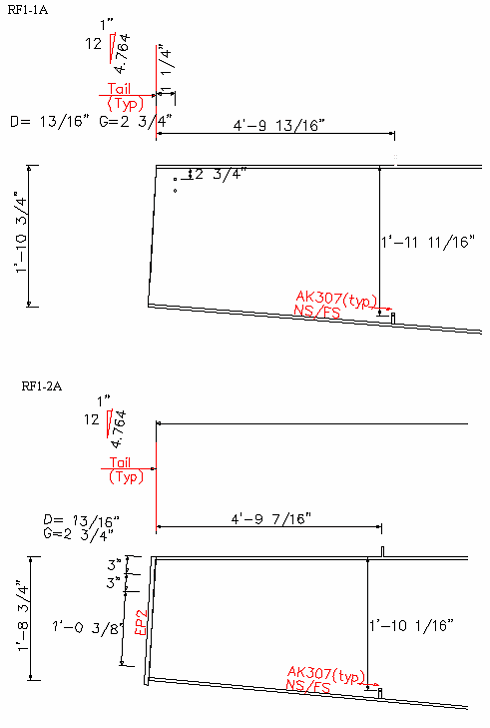 RF1-1A
1"
12
4.764
1 1/4"
Tail
(Typ)
D= 13/16" G=2 3/4"
4'-9 13/16"
2 3/4"
1'-10 3/4"
1'-11 11/16"
AK307(typ)
NS/FS
RF1-2A
1"
12
4.764
Tail
(Typ)
D= 13/16"
G=2 3/4"
4'-9 7/16"
3"
3"
1'-8 3/4"
1'-0 3/8"
EP2
1'-10 1/16"
AK307(typ)
NS/FS